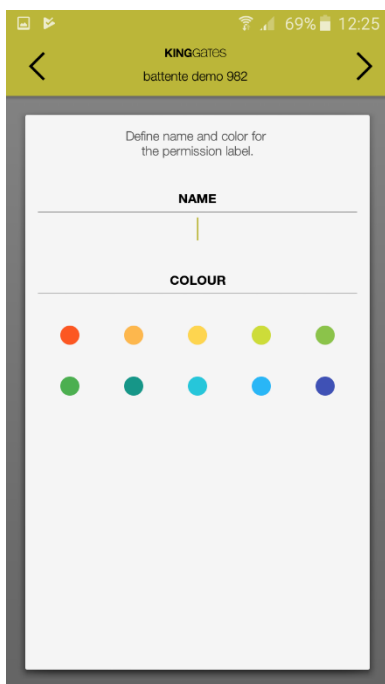 69% 12:25
KINGGATES
battente demo 982
Define name and color for
the permission label.
NAME
COLOUR